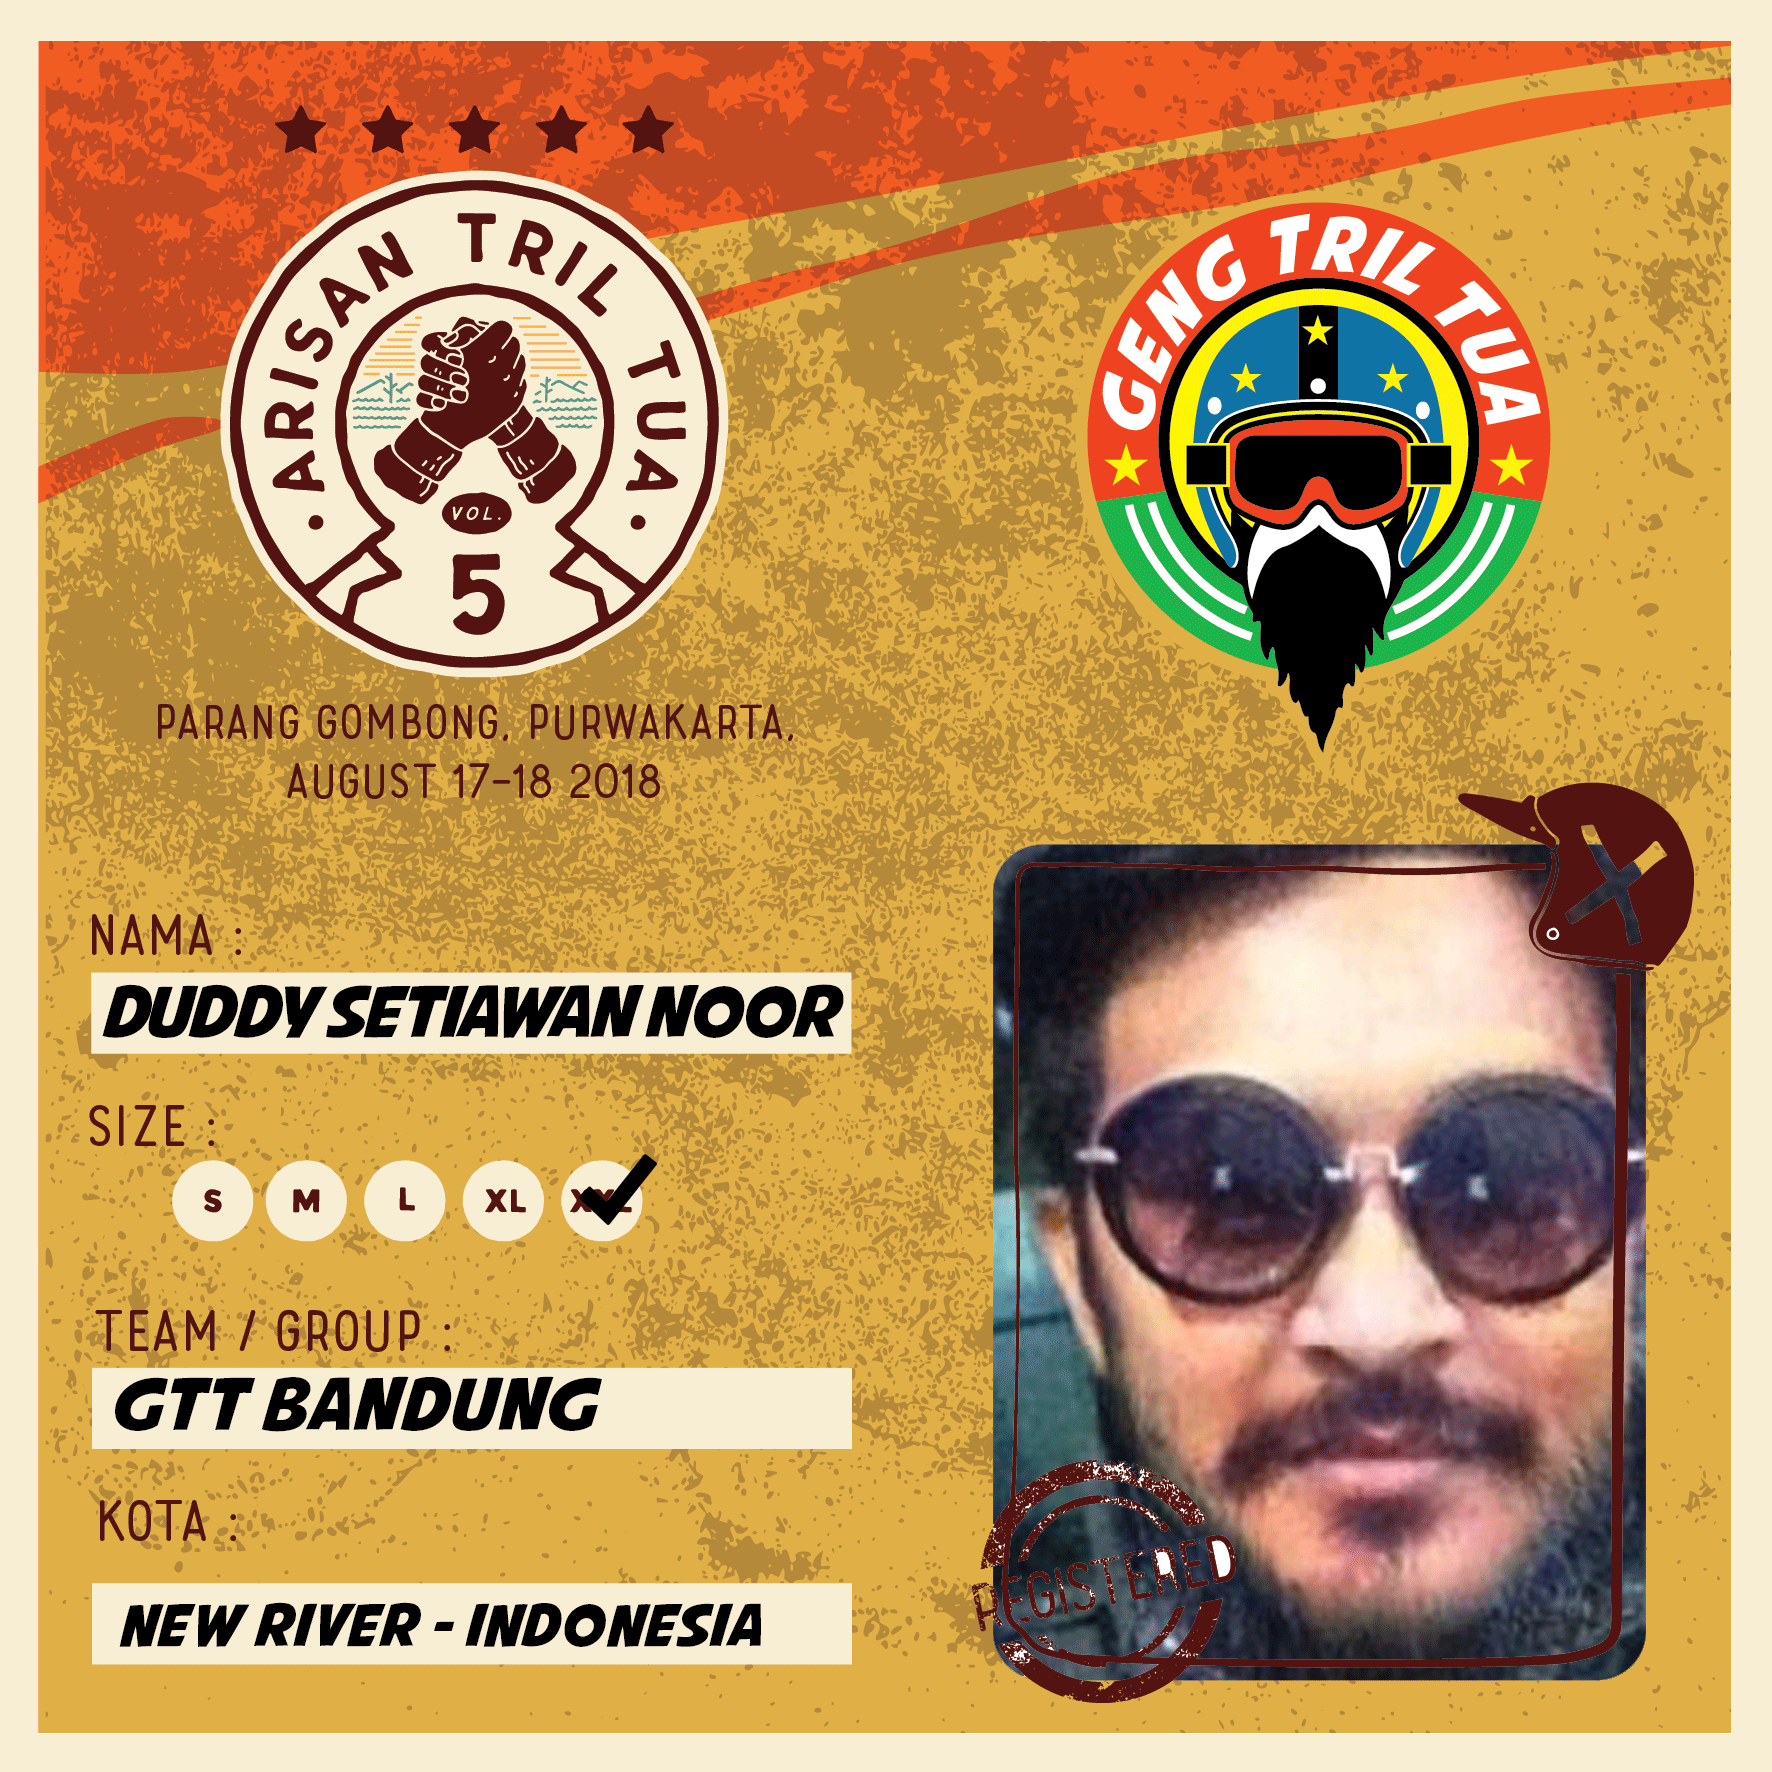 ARISAN TRIL TUA
VOL.
5
GENG TRIL TUA
PARANG GOMBONG, PURWAKARTA,
AUGUST 17-18 2018
NAMA :
DUDDY SETIAWAN NOOR
SIZE :
S M L XL XXL
TEAM / GROUP :
GTT BANDUNG
KOTA :
NEW RIVER - INDONESIA
REGISTERED